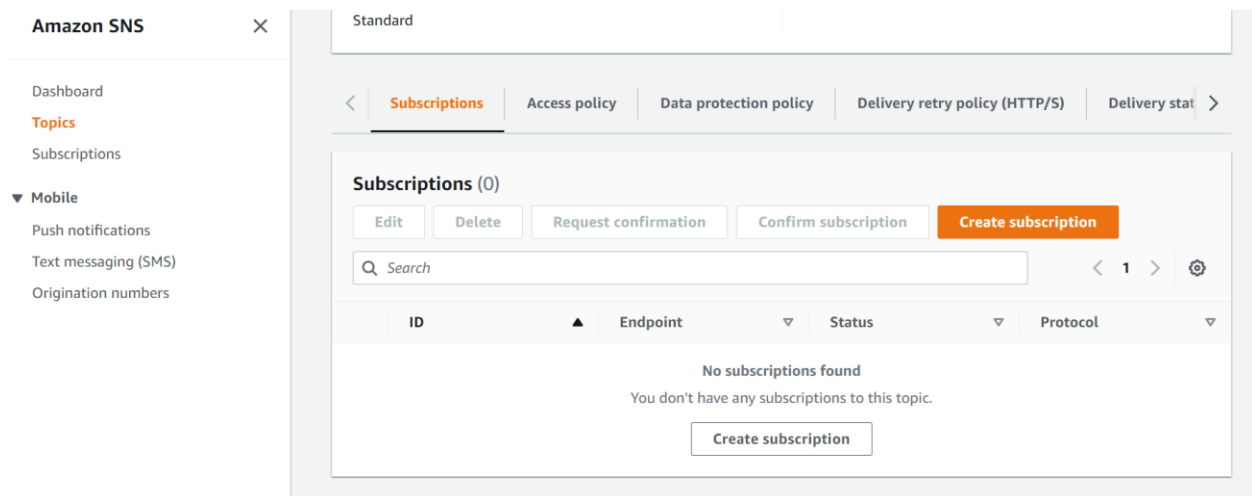 Amazon SNS
Dashboard
Topics
Subscriptions
Mobile
Push notifications
Text messaging (SMS)
Origination numbers
Standard
Subscriptions Access policy Data protection policy Delivery retry policy (HTTP/S) Delivery stat
Subscriptions (0)
Edit Delete Request confirmation Confirm subscription Create subscription
Search
1
ID Endpoint Status Protocol
No subscriptions found
You don't have any subscriptions to this topic.
Create subscription